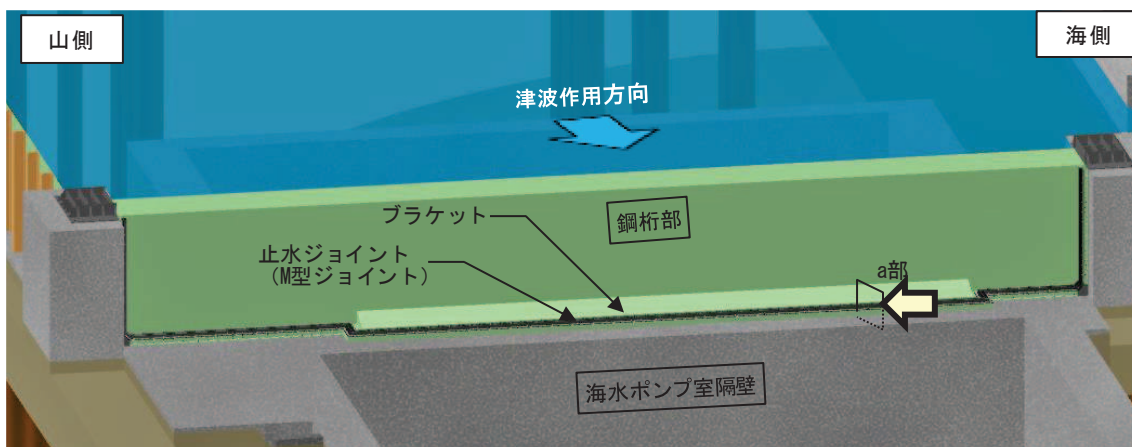 山側
海側
津波作用方向
ブラケット
鋼桁部
止水ジョイント
（M型ジョイント）
a部
海水ポンプ室隔壁